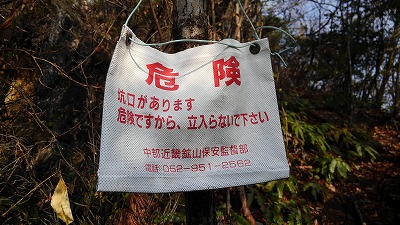 危険
坑口があります
危険ですから、立入らないで下さい
中部近畿鉱山保安監督部
電話:052-951-2562